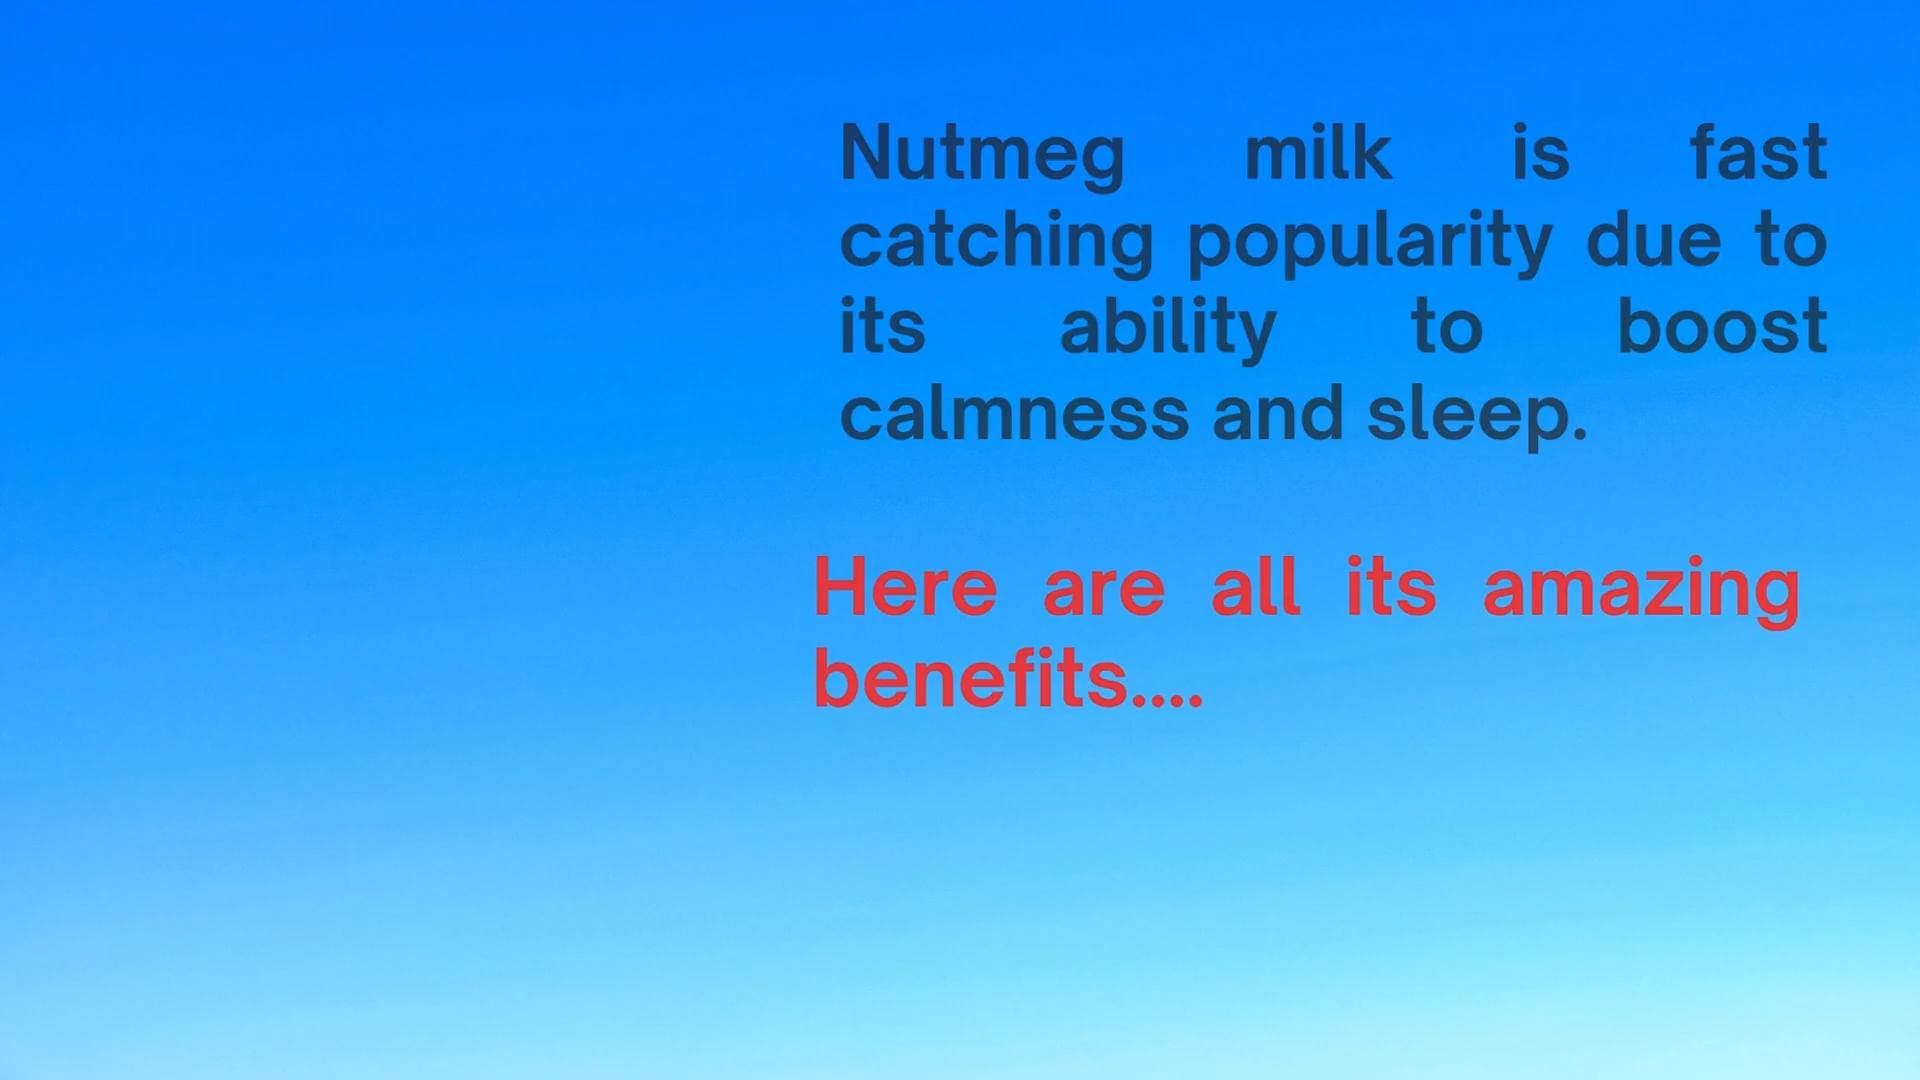 Nutmeg milk is fast
catching popularity due to
its ability to boost
calmness and sleep.
Here are all its amazing
benefits....